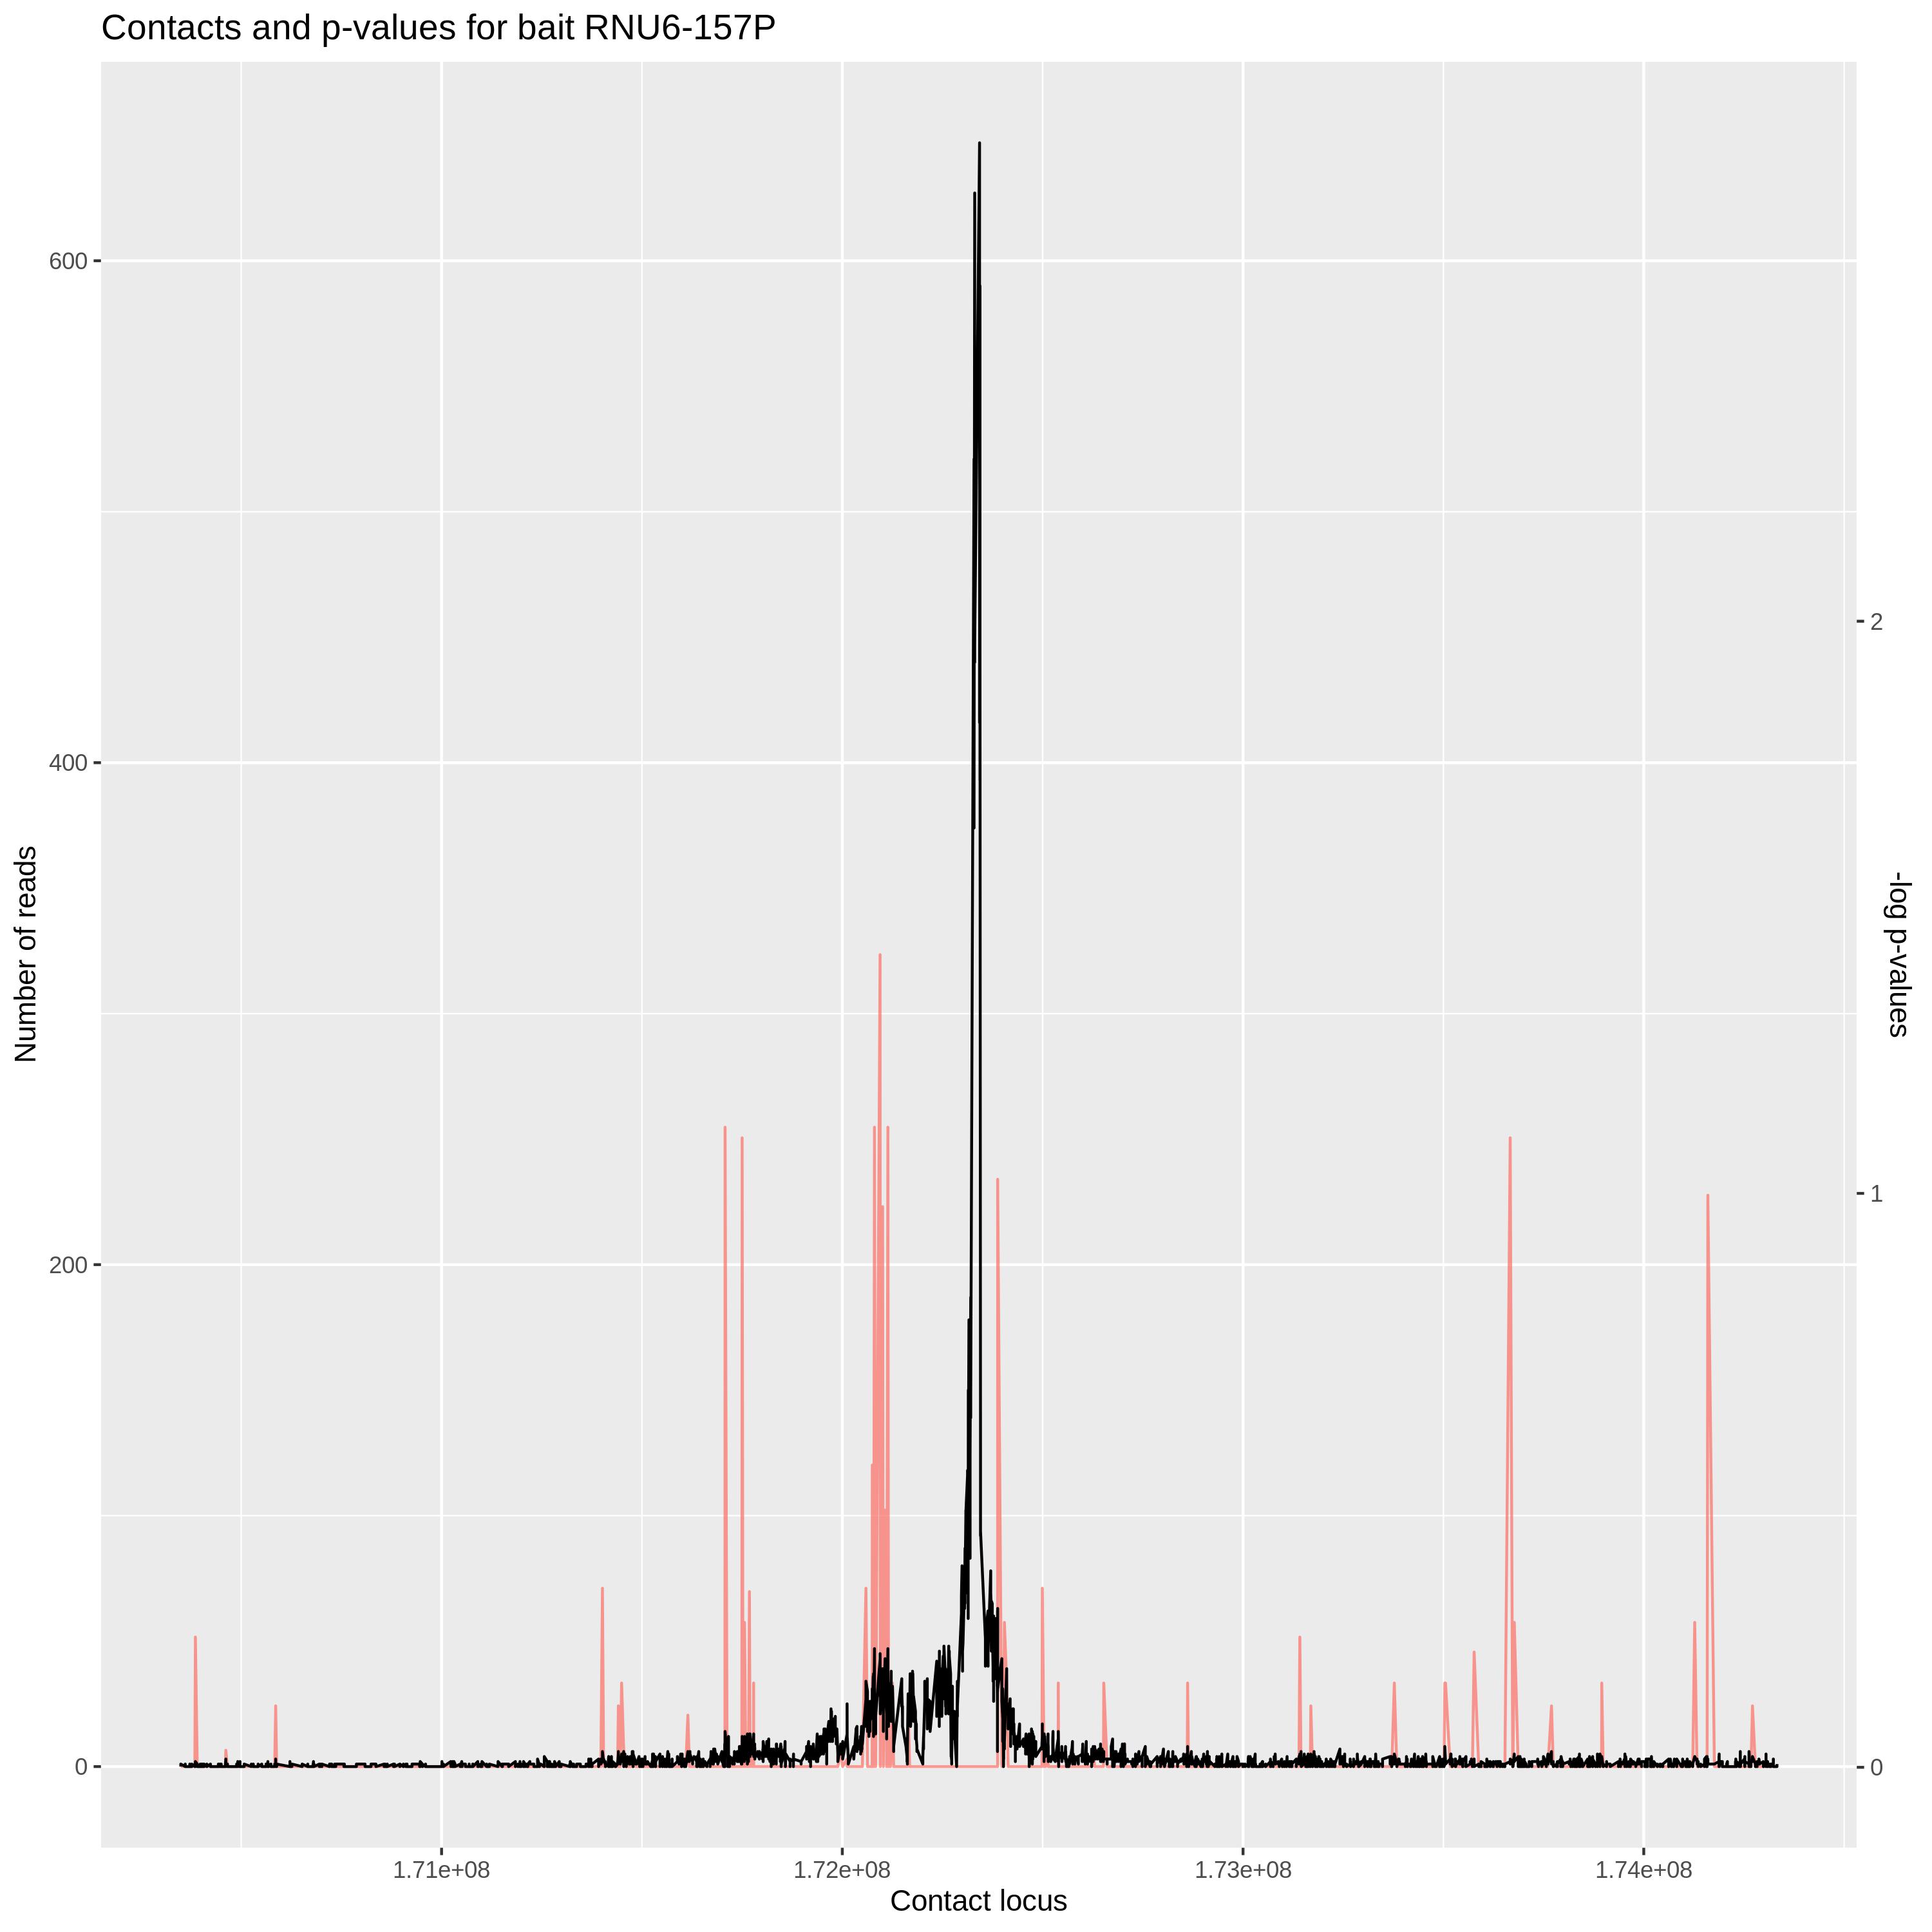 Contacts and p-values for bait RNU6-157P
600
400
200
0
Number of reads
2
1
0
-log p-values
1.71e+08
1.72e+08
1.73e+08
1.74e+08
Contact locus